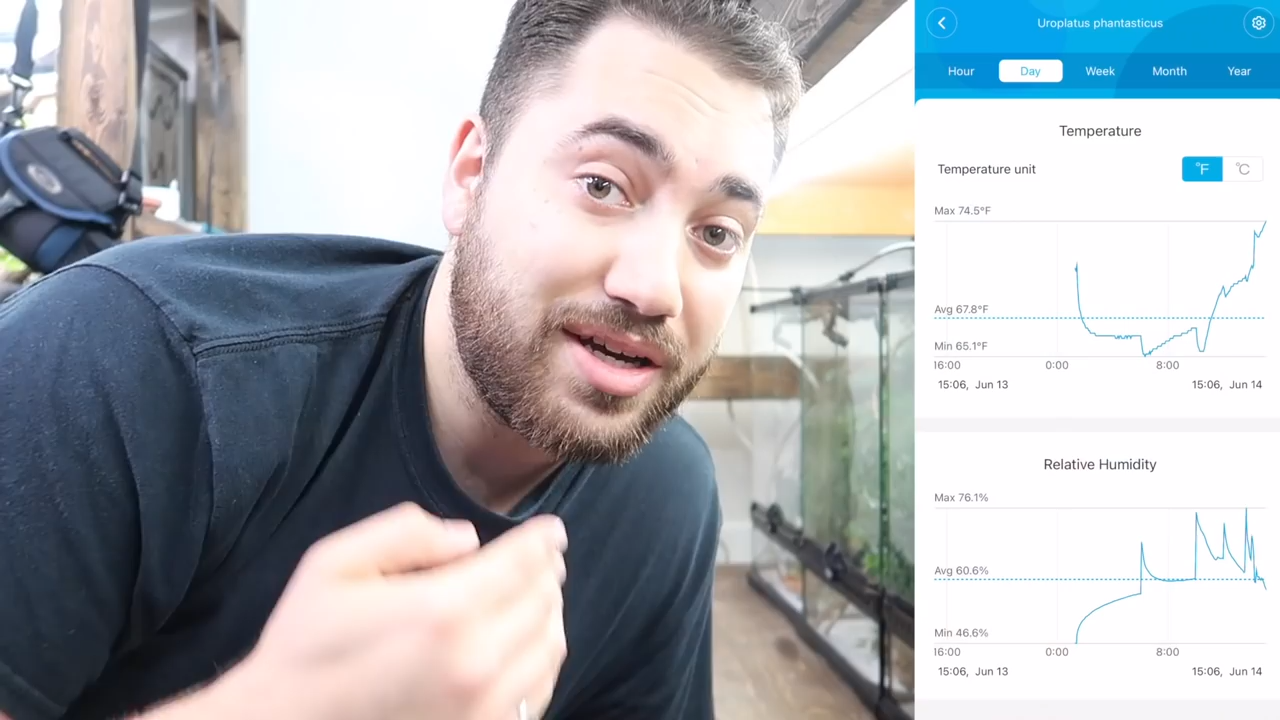 Uroplatus phantasticus
Hour Day Week Month Year
Temperature
Temperature unit °F °C
Max 74.5°F
Avg 67.8°F
Min 65.1°F
16:00 0:00 8:00
15:06, Jun 13 15:06, Jun 14
Relative Humidity
Max 76.1%
Avg 60.6%
Min 46.6%
16:00 0:00 8:00
15:06, Jun 13 15:06, Jun 14